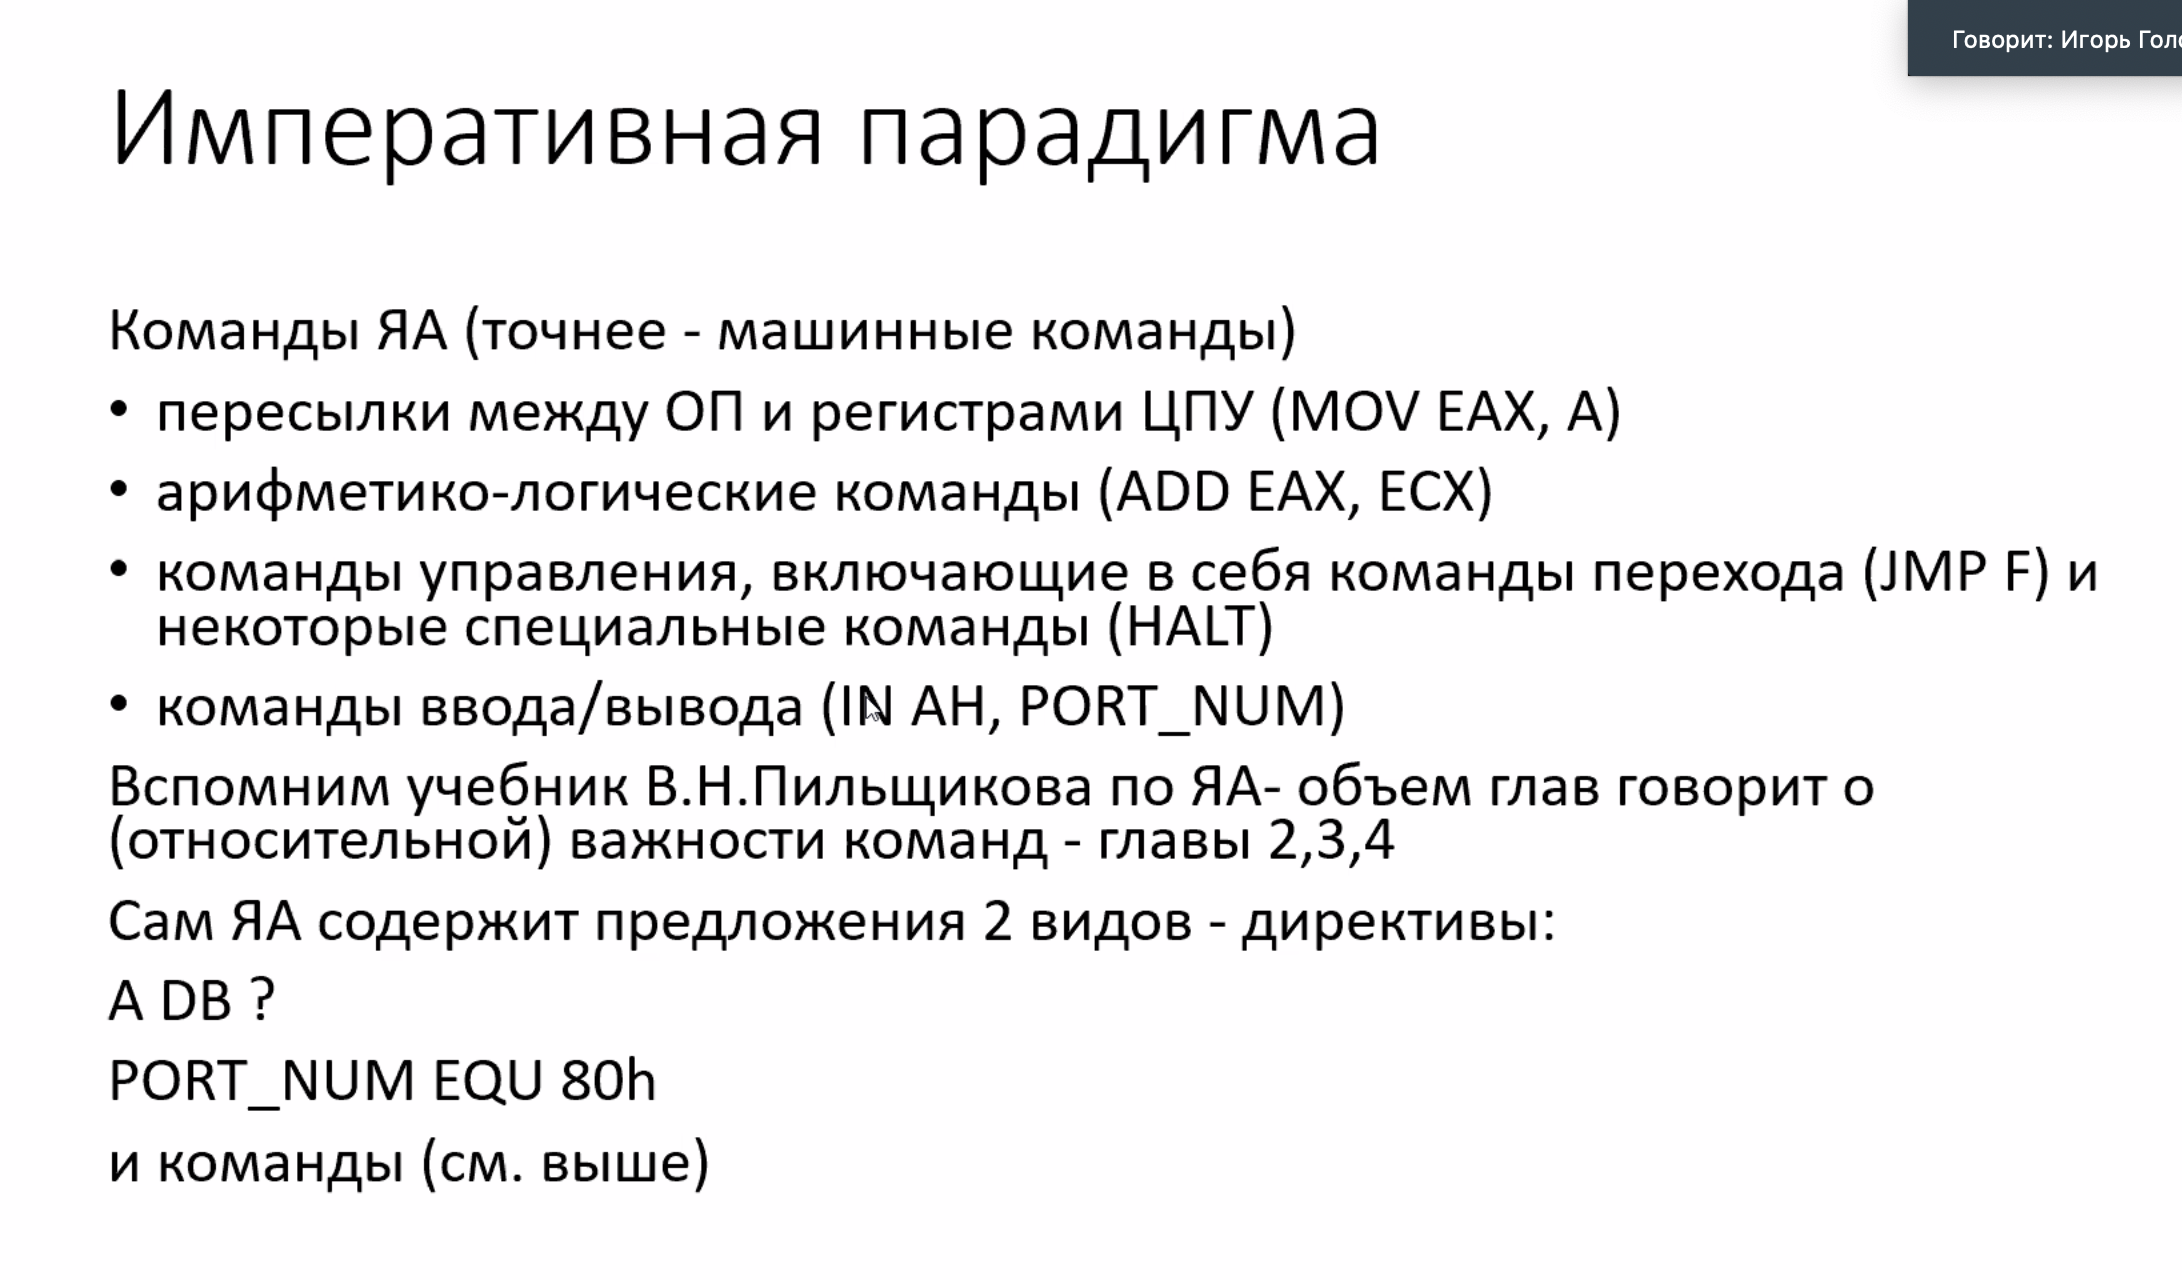 Говорит: Игорь
Императивная парадигма
Команды ЯА (точнее - машинные команды)
• пересылки между ОП и регистрами ЦПУ (MOV EAX, A)
• арифметико-логические команды (ADD EAX, ECX)
• команды управления, включающие в себя команды перехода (JMP F) и
некоторые специальные команды (HALT)
• команды ввода/вывода (IN AH, PORT_NUM)
Вспомним учебник В.Н.Пильщикова по ЯА- объем глав говорит о
(относительной) важности команд - главы 2,3,4
Сам ЯА содержит предложения 2 видов - директивы:
A DB ?
PORT_NUM EQU 80h
и команды (см. выше)